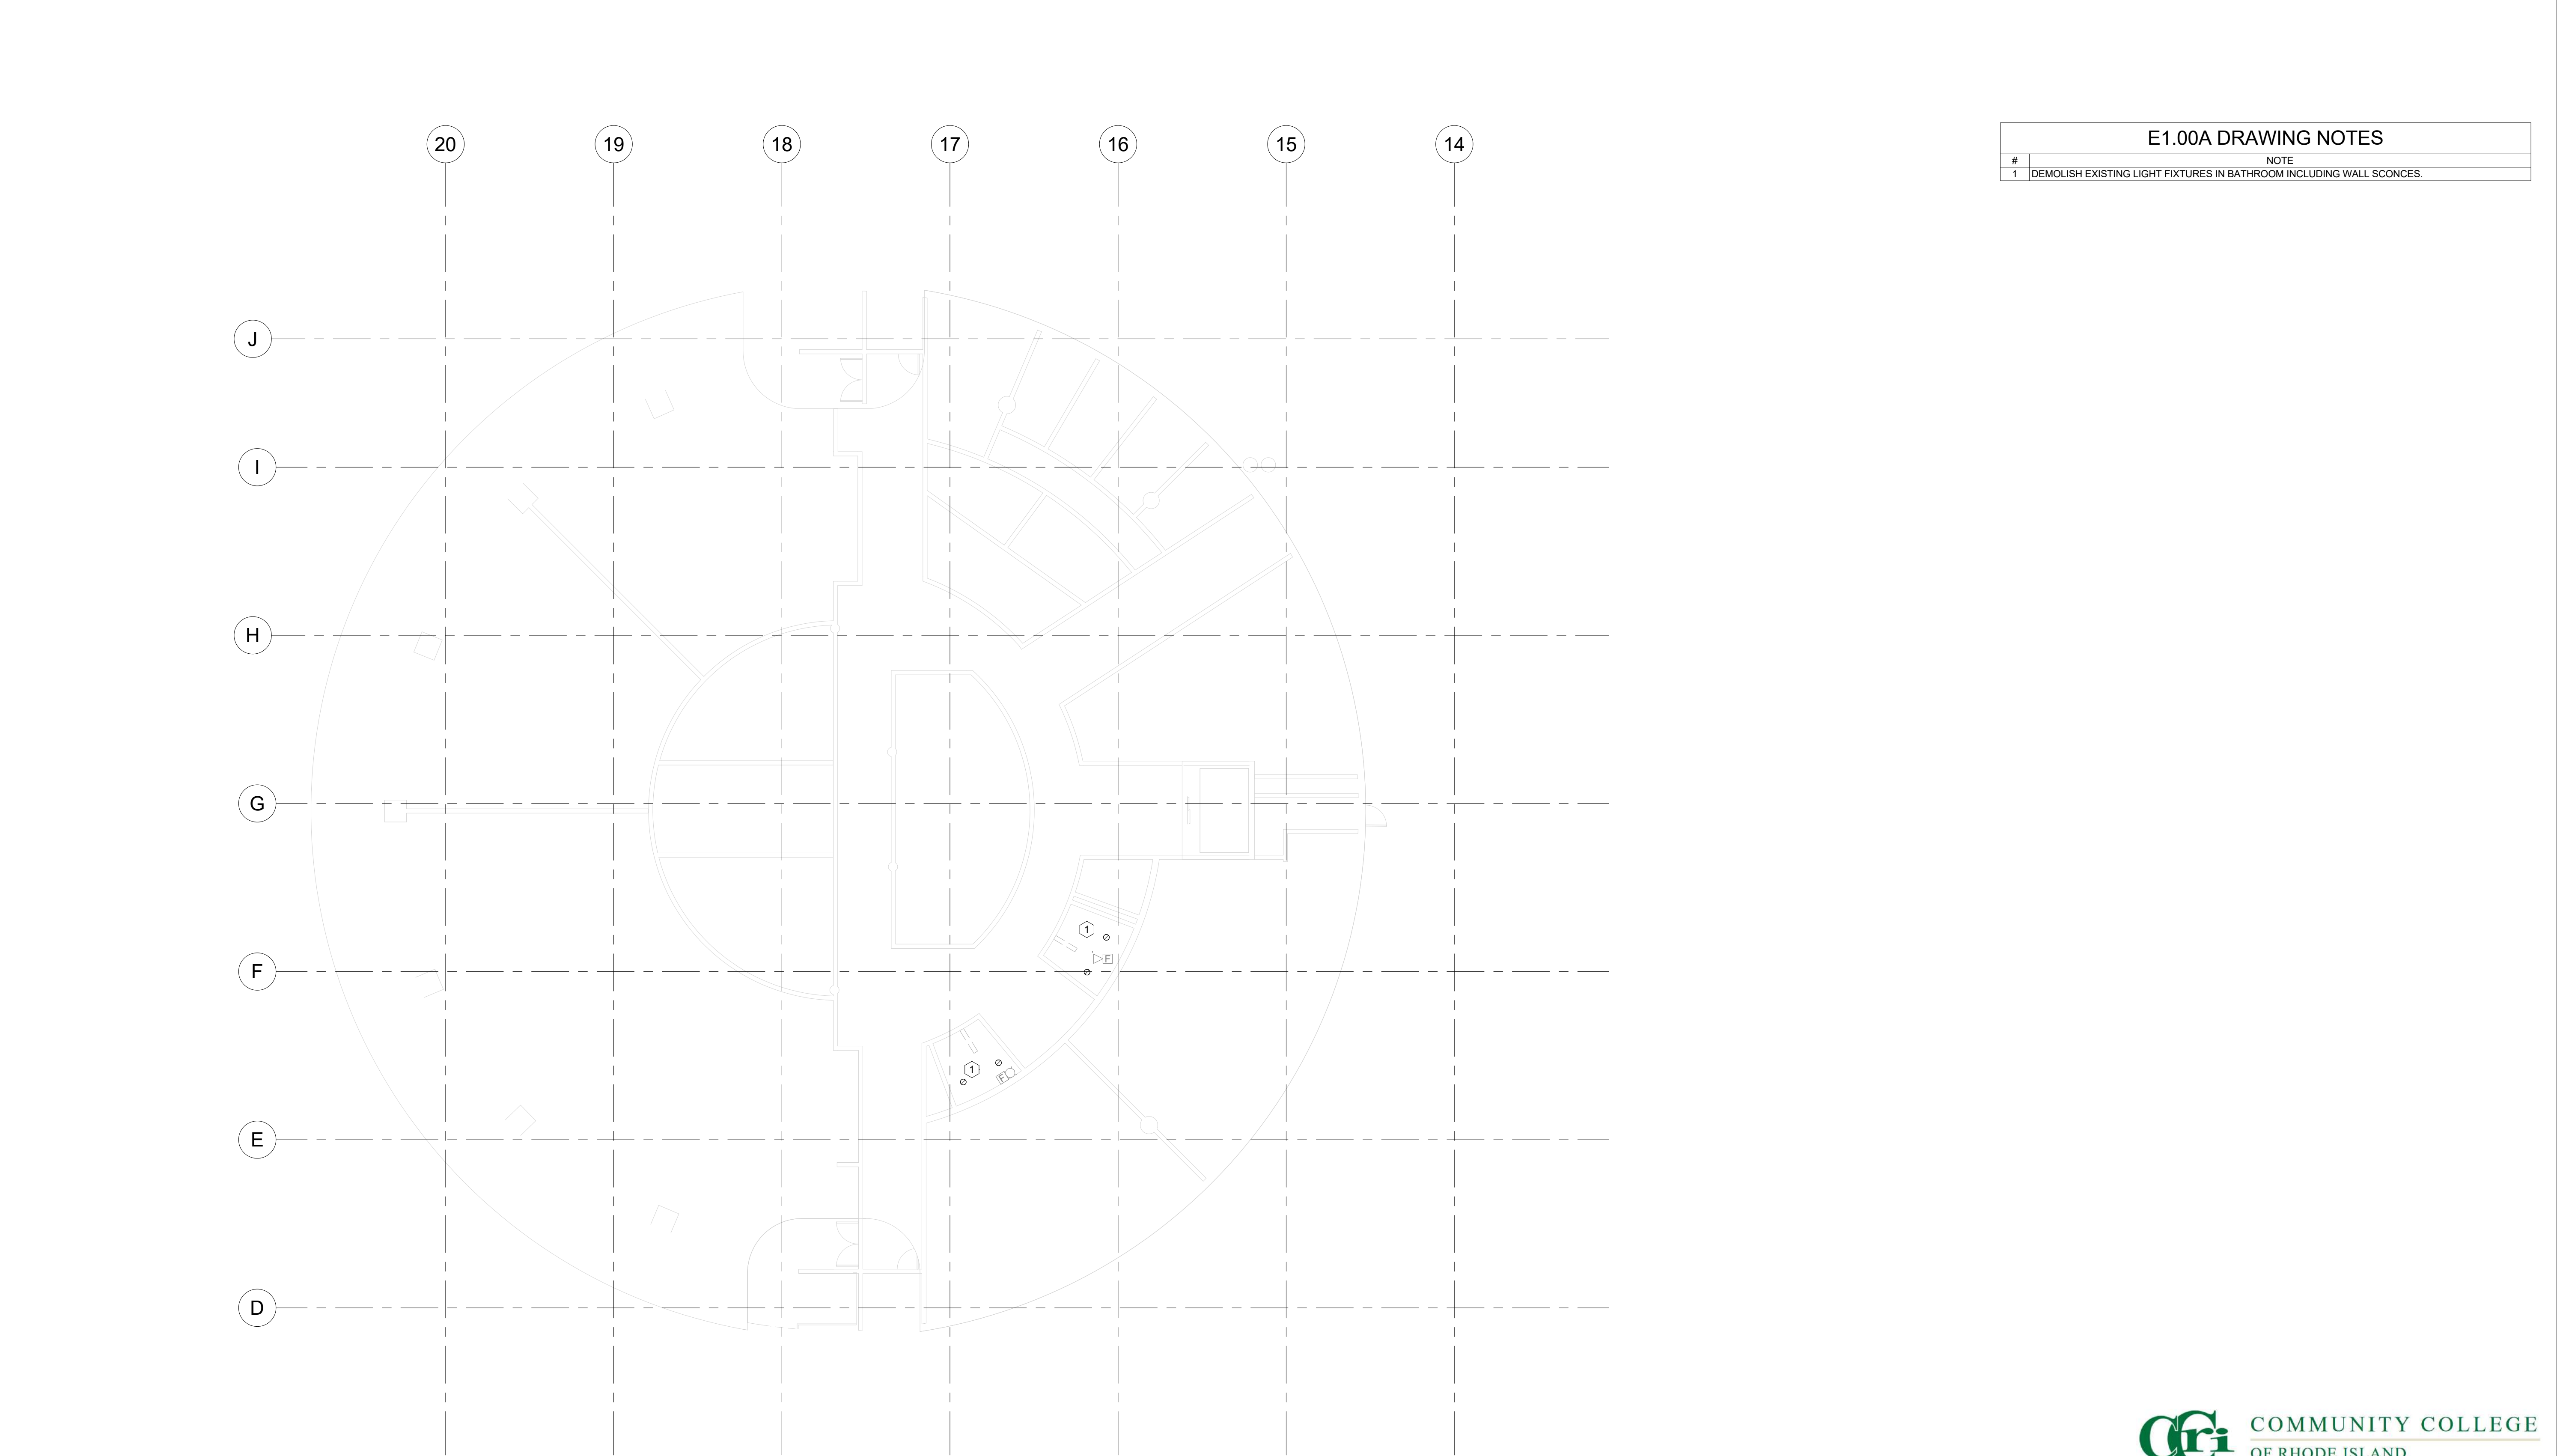 E1.00A DRAWING NOTES
# NOTE
1 DEMOLISH EXISTING LIGHT FIXTURES IN BATHROOM INCLUDING WALL SCONCES.
20 19 18 17 16 15 14
J
I
H
G
1
F
F
1
F
E
D
ccri COMMUNITY COLLEGE
OF RHODE ISLAND